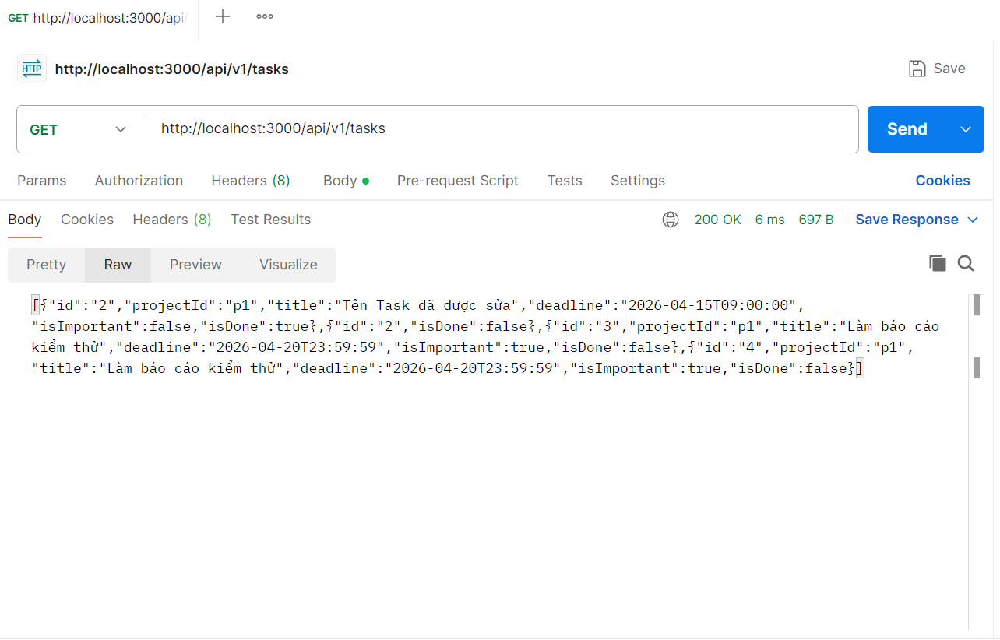 GET http://localhost:3000/api/
HTTP http://localhost:3000/api/v1/tasks Save
GET http://localhost:3000/api/v1/tasks Send
Params Authorization Headers (8) Body Pre-request Script Tests Settings Cookies
Body Cookies Headers (8) Test Results 200 OK 6 ms 697 B Save Response
Pretty Raw Preview Visualize
[{"id":"2","projectId":"p1","title":"Tên Task đã được sửa","deadline":"2026-04-15T09:00:00",
"isImportant":false,"isDone":true},{"id":"2","isDone":false},{"id":"3","projectId":"p1","title":"Làm báo cáo
kiểm thử","deadline":"2026-04-20T23:59:59","isImportant":true,"isDone":false},{"id":"4","projectId":"p1",
"title":"Làm báo cáo kiểm thử","deadline":"2026-04-20T23:59:59","isImportant":true,"isDone":false}]